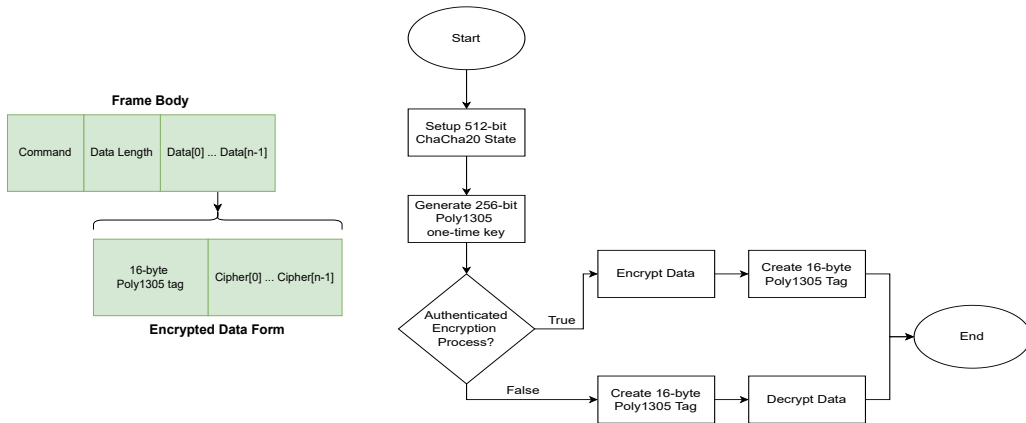 Frame Body
Command
Data Length
Data[0] ... Data[n-1]
16-byte
Poly1305 tag
Cipher[0] ... Cipher[n-1]
Encrypted Data Form
Start
Setup 512-bit
ChaCha20 State
Generate 256-bit
Poly1305
one-time key
Authenticated
Encryption
Process?
True
Encrypt Data
Create 16-byte
Poly1305 Tag
False
Create 16-byte
Poly1305 Tag
Decrypt Data
End